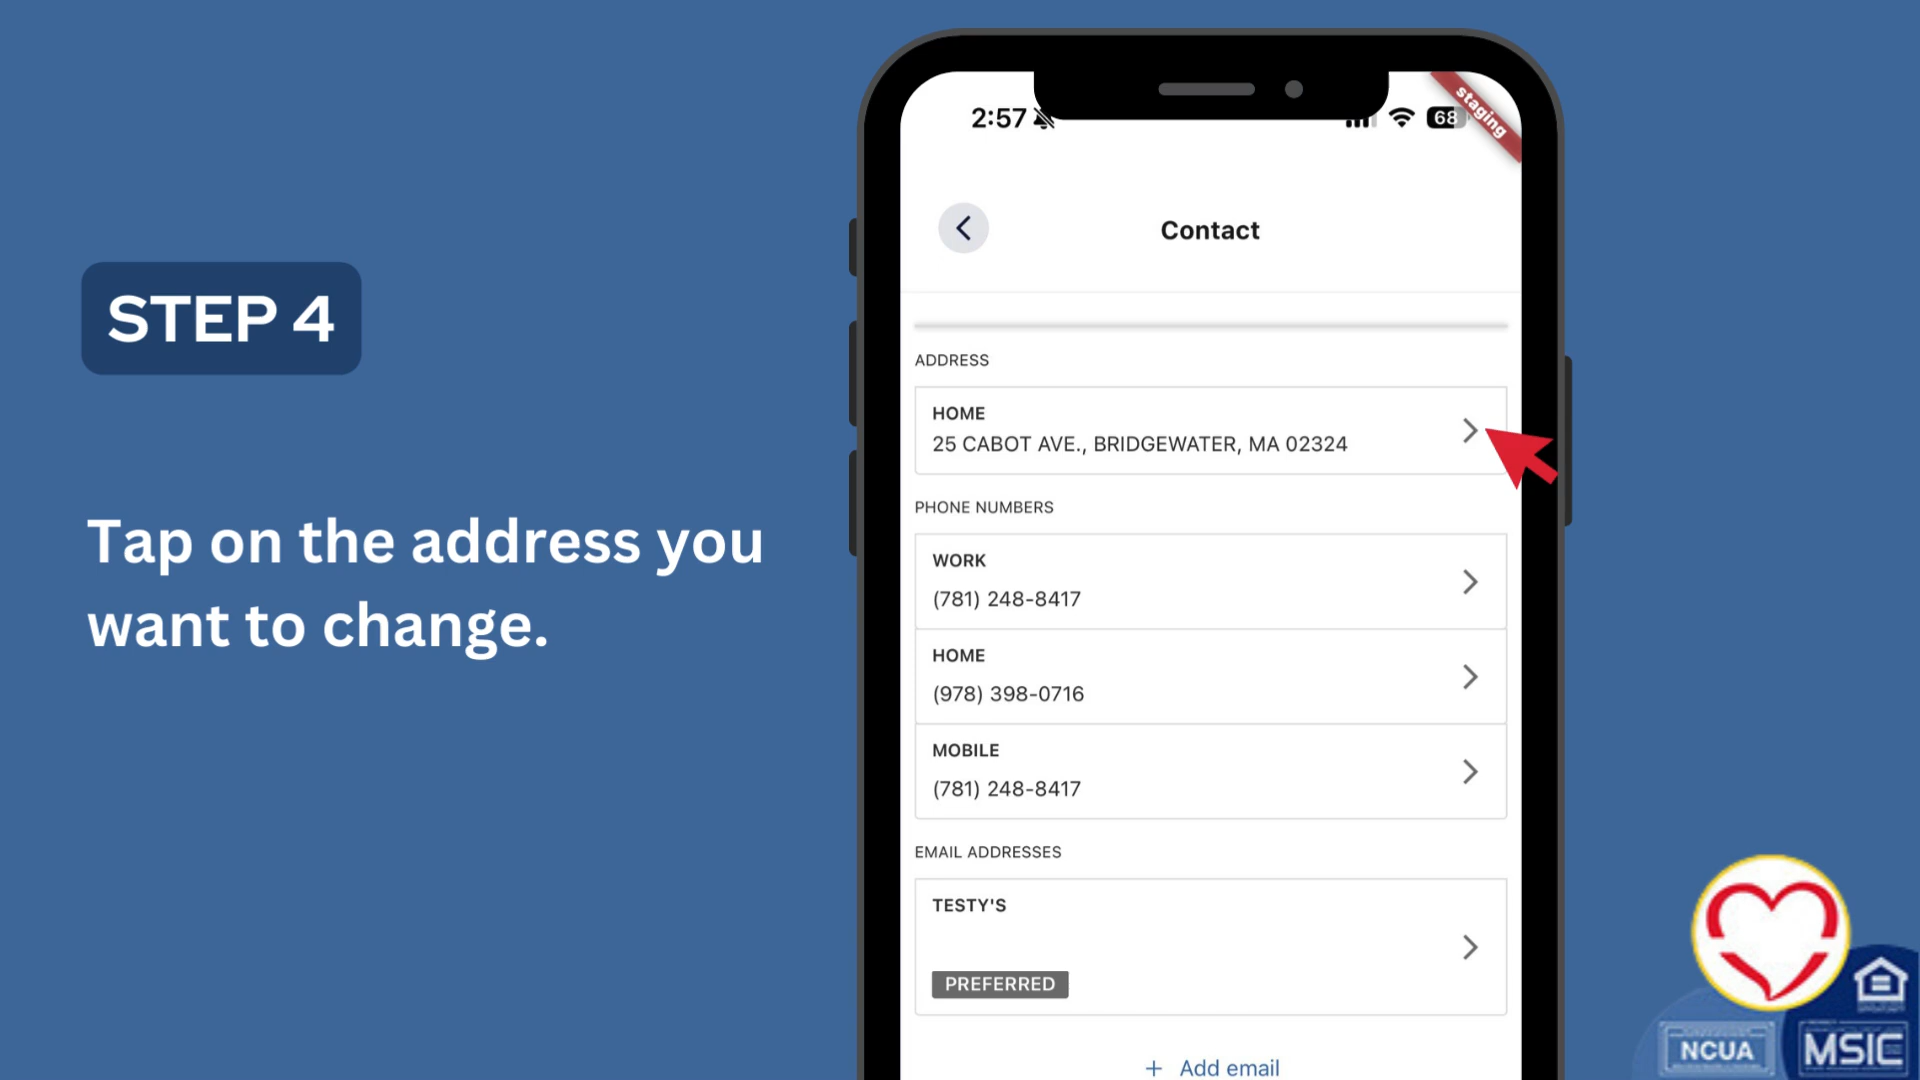 STEP 4
Tap on the address you
want to change.
2:57
68
staging
Contact
ADDRESS
HOME
25 CABOT AVE., BRIDGEWATER, MA 02324
PHONE NUMBERS
WORK
(781) 248-8417
HOME
(978) 398-0716
MOBILE
(781) 248-8417
EMAIL ADDRESSES
TESTY'S
PREFERRED
+ Add email
NCUA
MSIC